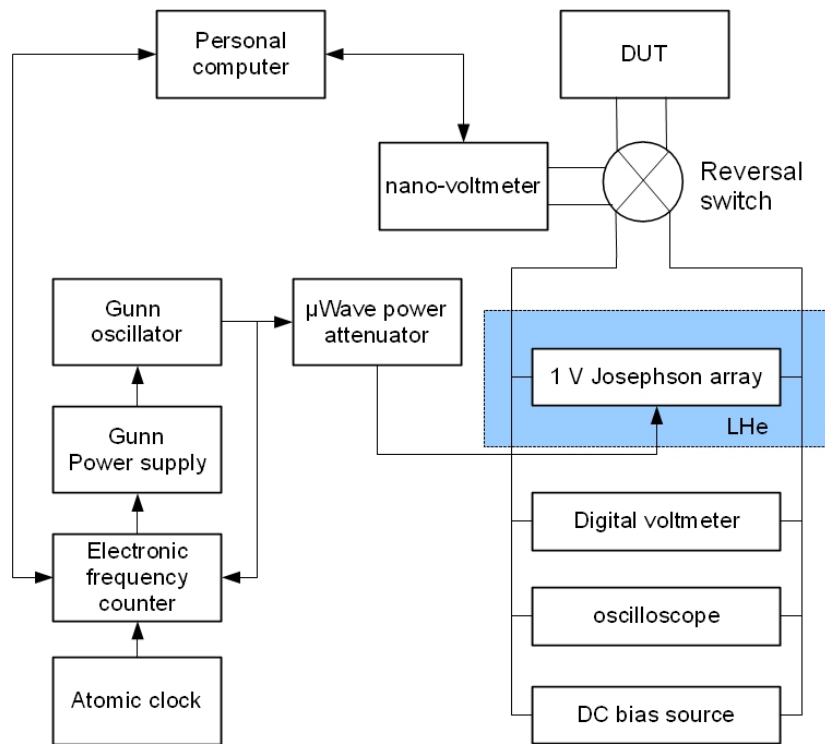 Personal
computer
DUT
nano-voltmeter
Reversal
switch
Gunn
oscillator
µWave power
attenuator
1 V Josephson array
LHe
Gunn
Power supply
Digital voltmeter
Electronic
frequency
counter
oscilloscope
Atomic clock
DC bias source